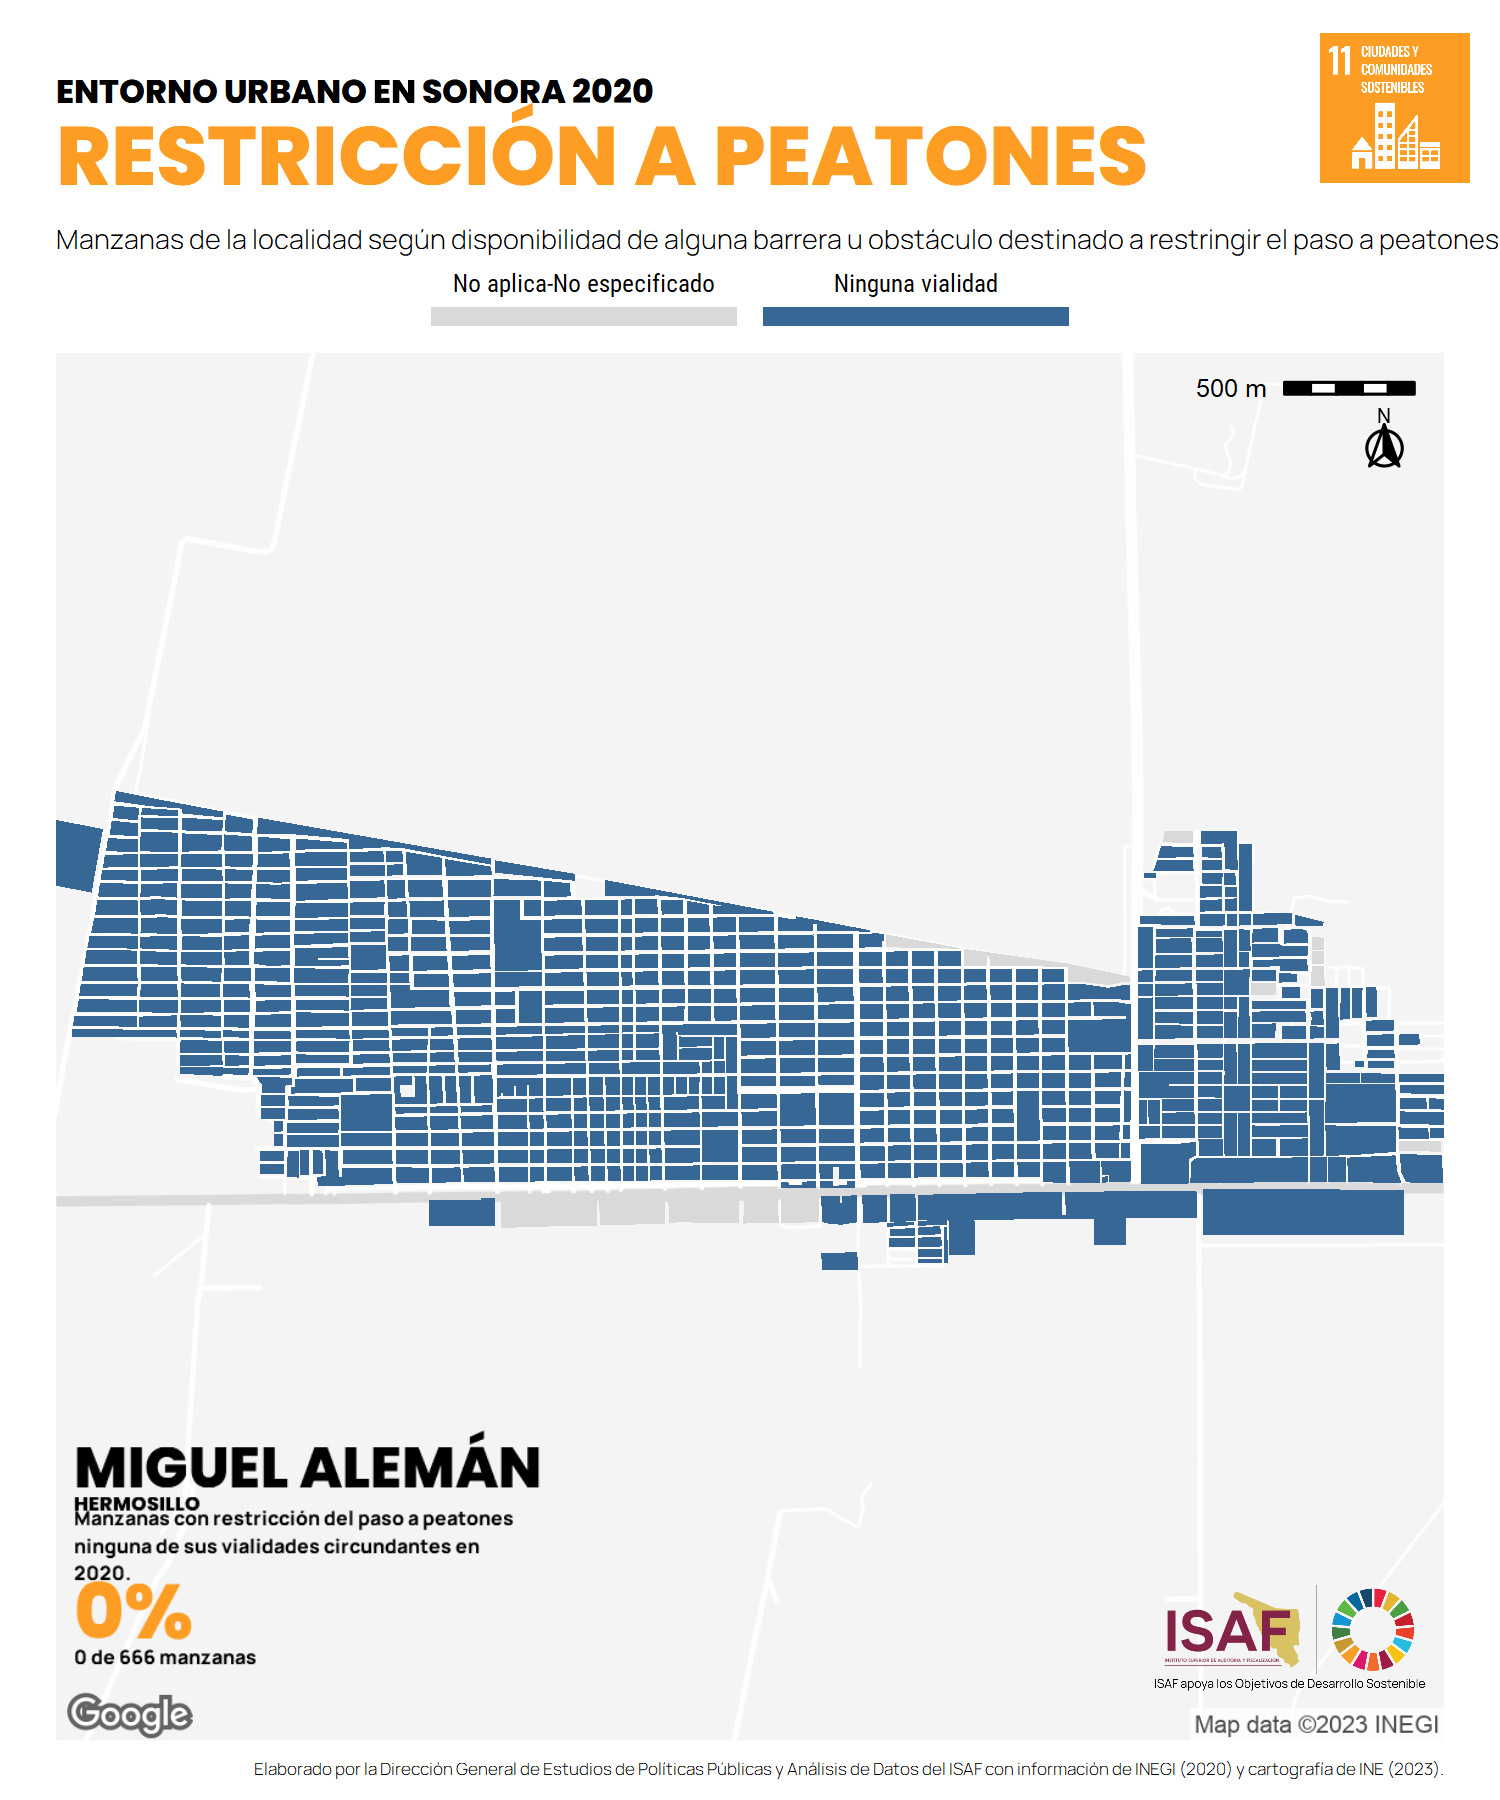 ENTORNO URBANO EN SONORA 2020
RESTRICCIÓN A PEATONES
11 CIUDADES Y
COMUNIDADES
SOSTENIBLES
Manzanas de la localidad según disponibilidad de alguna barrera u obstáculo destinado a restringir el paso a peatones
No aplica-No especificado
Ninguna vialidad
500 m
N
MIGUEL ALEMÁN
HERMOSILLO
Manzanas con restricción del paso a peatones
ninguna de sus vialidades circundantes en
2020.
0%
0 de 666 manzanas
ISAF
INSTITUTO SUPERIOR DE AUDITORÍA Y FISCALIZACIÓN
ISAF apoya los Objetivos de Desarrollo Sostenible
Google
Map data ©2023 INEGI
Elaborado por la Dirección General de Estudios de Políticas Públicas y Análisis de Datos del ISAF con información de INEGI (2020) y cartografía de INE (2023).